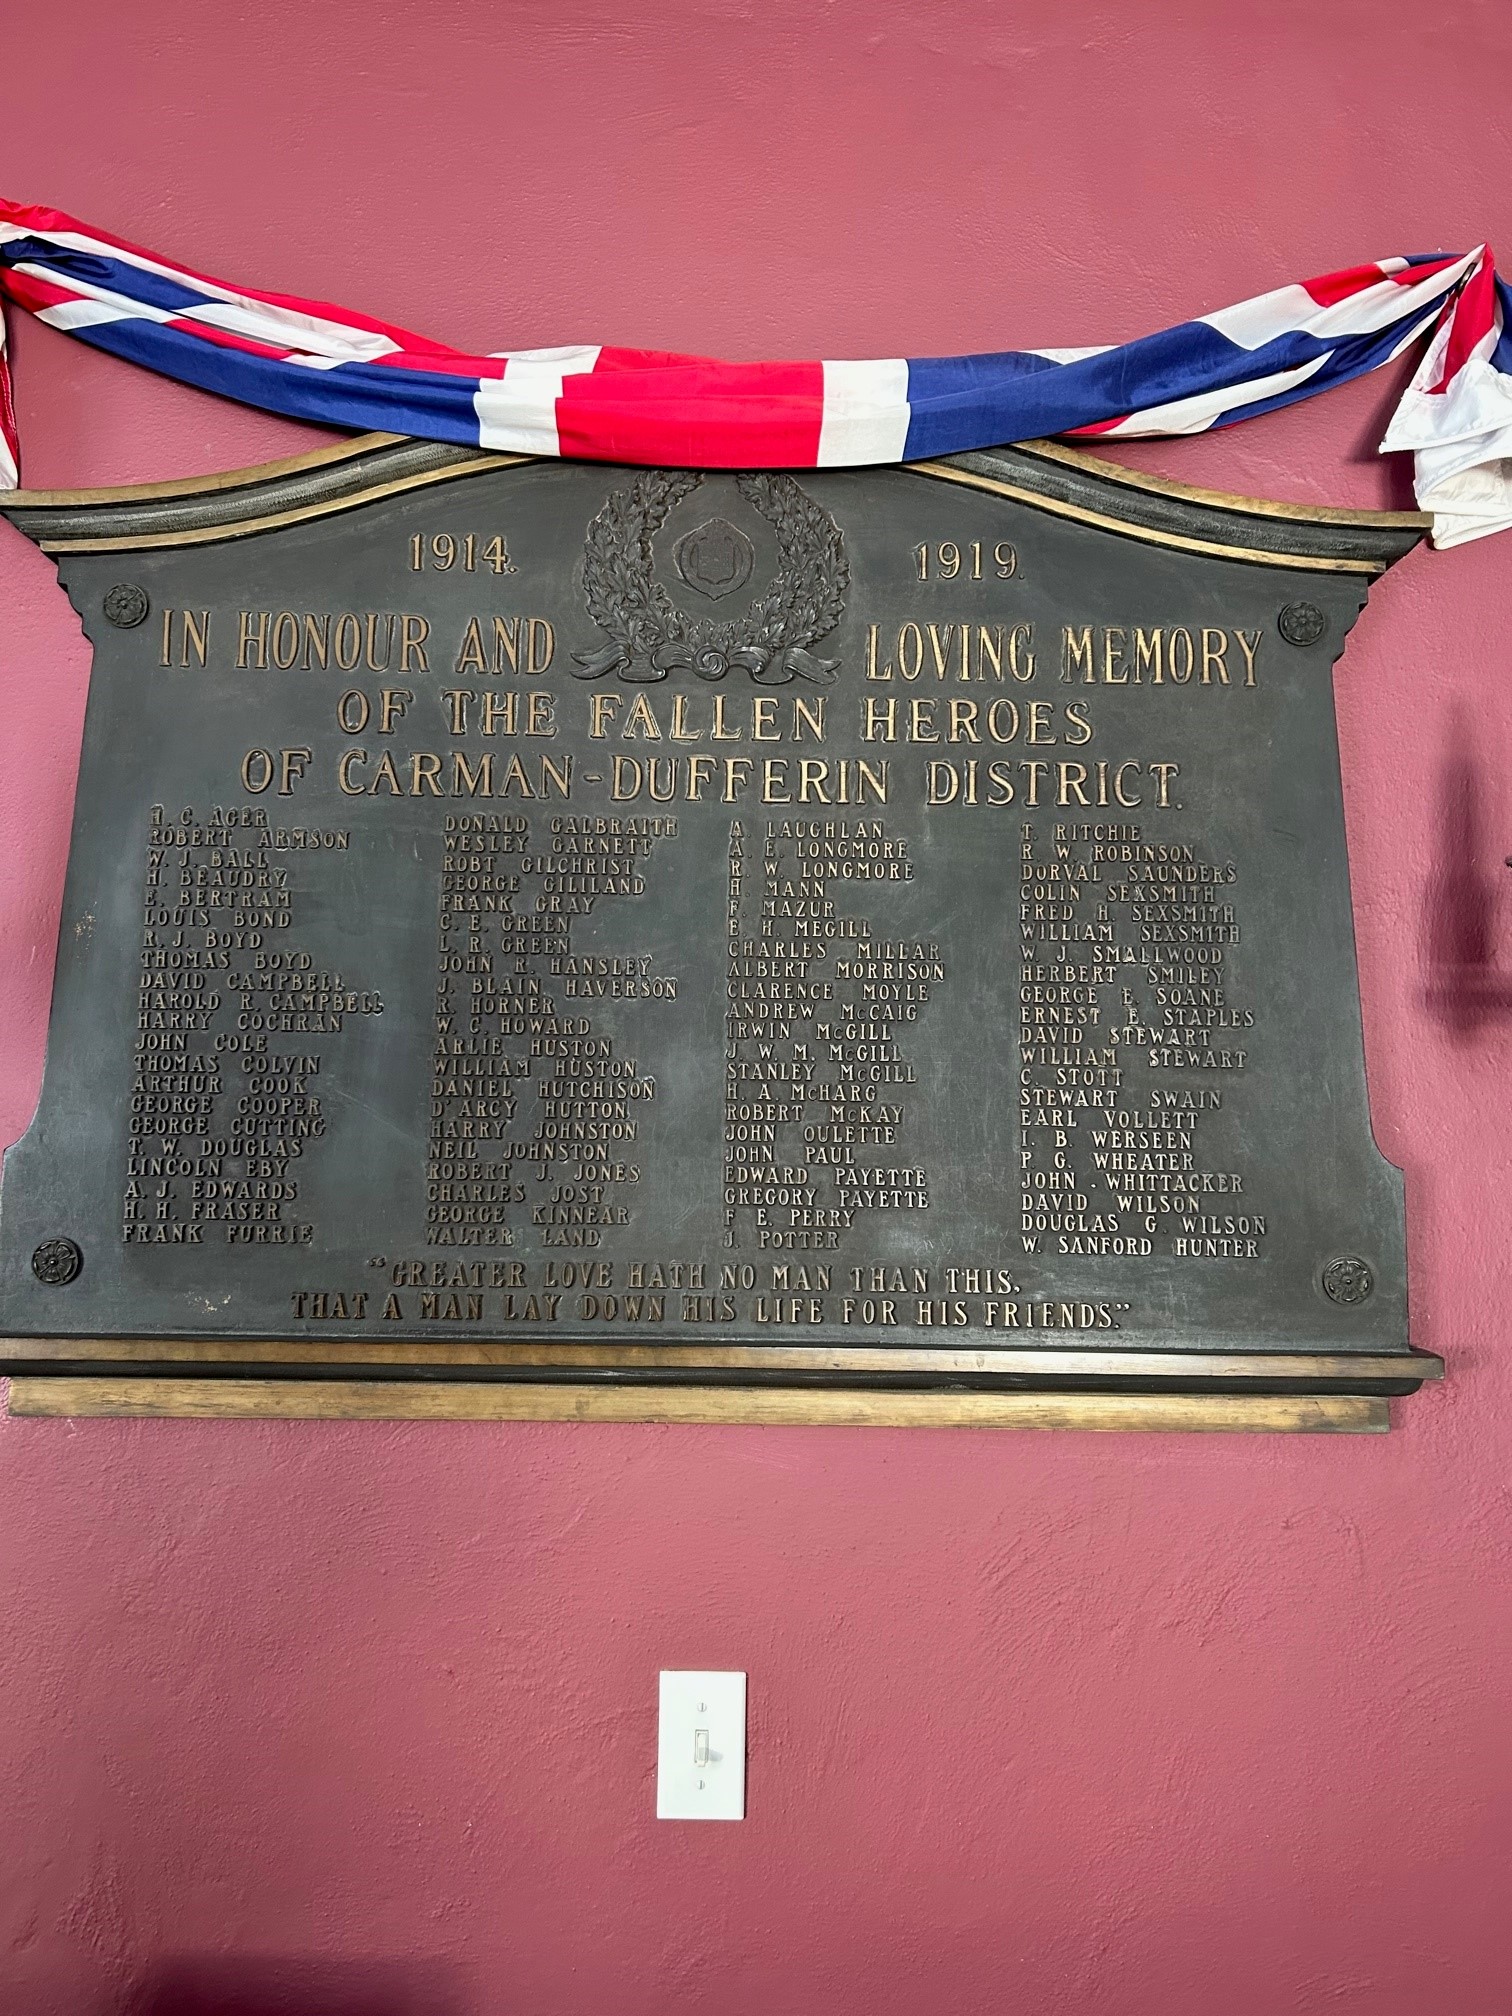 1914. 1919.
IN HONOUR AND LOVING MEMORY
OF THE FALLEN HEROES
OF CARMAN-DUFFERIN DISTRICT.
H. C. AGER
ROBERT ARMSON
W. J. BALL
H. BEAUDRY
E. BERTRAM
LOUIS BOND
R. J. BOYD
THOMAS BOYD
DAVID CAMPBELL
HAROLD R. CAMPBELL
HARRY COCHRAN
JOHN COLE
THOMAS COLVIN
ARTHUR COOK
GEORGE COOPER
GEORGE CUTTING
T. W. DOUGLAS
LINCOLN EBY
A. J. EDWARDS
H. H. FRASER
FRANK FURRIE
DONALD GALBRAITH
WESLEY GARNETT
ROBT GILCHRIST
GEORGE GILILAND
FRANK GRAY
C. E. GREEN
L. R. GREEN
JOHN R. HANSLEY
J. BLAIN HAVERSON
R. HORNER
W. C. HOWARD
ARLIE HUSTON
WILLIAM HUSTON
DANIEL HUTCHISON
D'ARCY HUTTON
HARRY JOHNSTON
NEIL JOHNSTON
ROBERT J. JONES
CHARLES JOST
GEORGE KINNEAR
WALTER LAND
A. LAUGHLAN
A. E. LONGMORE
R. W. LONGMORE
H. MANN
F. MAZUR
E. H. MEGILL
CHARLES MILLAR
ALBERT MORRISON
CLARENCE MOYLE
ANDREW McCAIG
IRWIN McGILL
J. W. M. McGILL
STANLEY McGILL
H. A. McHARG
ROBERT McKAY
JOHN OULETTE
JOHN PAUL
EDWARD PAYETTE
GREGORY PAYETTE
F. E. PERRY
J. POTTER
T. RITCHIE
R. W. ROBINSON
DORVAL SAUNDERS
COLIN SEXSMITH
FRED H. SEXSMITH
WILLIAM SEXSMITH
W. J. SMALLWOOD
HERBERT SMILEY
GEORGE E. SOANE
ERNEST E. STAPLES
DAVID STEWART
WILLIAM STEWART
C. STOTT
STEWART SWAIN
EARL VOLLETT
I. B. WERSEEN
P. G. WHEATER
JOHN . WHITTACKER
DAVID WILSON
DOUGLAS G. WILSON
W. SANFORD HUNTER
"GREATER LOVE HATH NO MAN THAN THIS,
THAT A MAN LAY DOWN HIS LIFE FOR HIS FRIENDS."